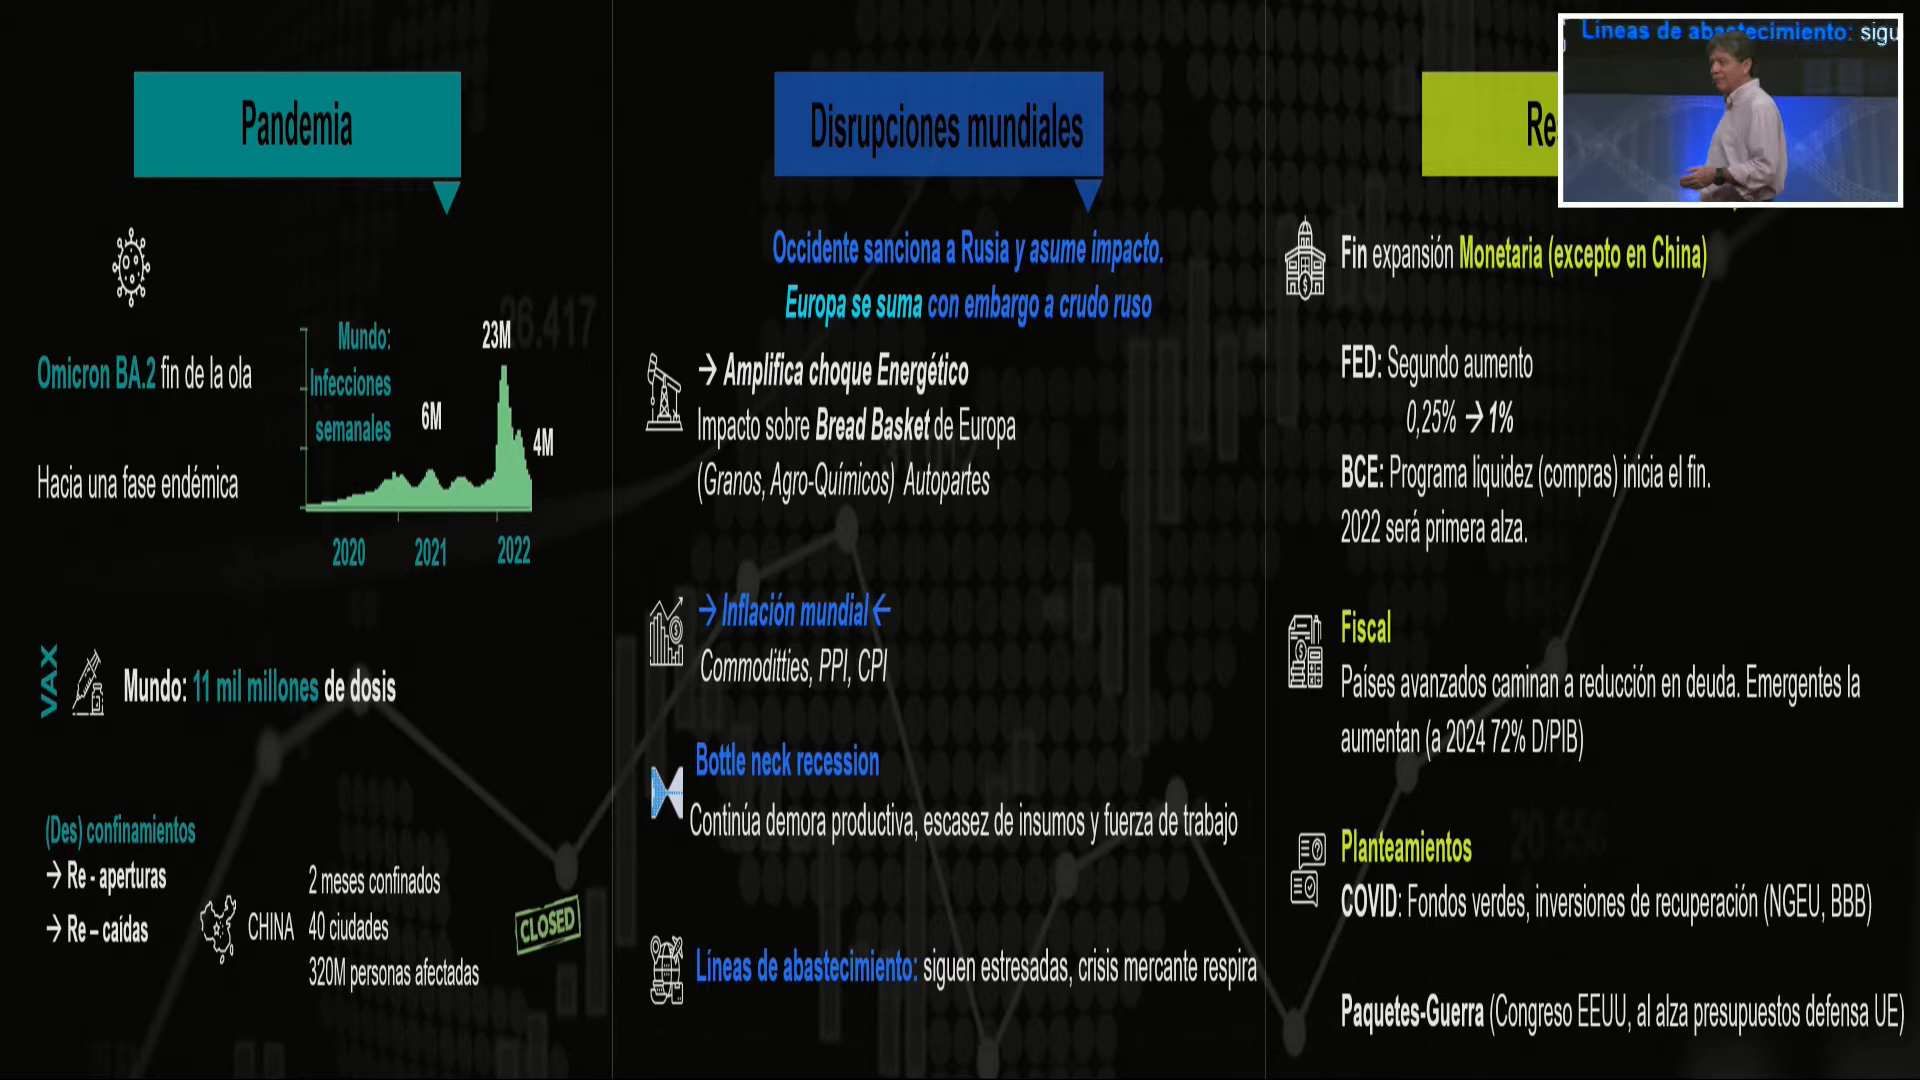 Pandemia
Omicron BA.2 fin de la ola
Hacia una fase endémica
Mundo:
Infecciones
semanales
23M
6M
4M
2020
2021
2022
VAX
Mundo: 11 mil millones de dosis
(Des) confinamientos
→ Re - aperturas
→ Re – caídas
CHINA
2 meses confinados
40 ciudades
320M personas afectadas
CLOSED
Disrupciones mundiales
Occidente sanciona a Rusia y asume impacto.
Europa se suma con embargo a crudo ruso
→ Amplifica choque Energético
Impacto sobre Bread Basket de Europa
(Granos, Agro-Químicos) Autopartes
→ Inflación mundial ←
Commoditties, PPI, CPI
Bottle neck recession
Continúa demora productiva, escasez de insumos y fuerza de trabajo
Líneas de abastecimiento: siguen estresadas, crisis mercante respira
Líneas de abastecimiento: sigu
Fin expansión Monetaria (excepto en China)
FED: Segundo aumento
0,25% → 1%
BCE: Programa liquidez (compras) inicia el fin.
2022 será primera alza.
Fiscal
Países avanzados caminan a reducción en deuda. Emergentes la
aumentan (a 2024 72% D/PIB)
Planteamientos
COVID: Fondos verdes, inversiones de recuperación (NGEU, BBB)
Paquetes-Guerra (Congreso EEUU, al alza presupuestos defensa UE)